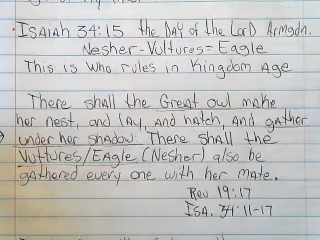 • Isaiah 34:15 the Day of the Lord Armgdn.
Nesher-Vultures = Eagle
This is who rules in Kingdom Age
There shall the Great owl make
her nest, and lay, and hatch, and gather
under her shadow: There shall the
Vultures/Eagle (Nesher) also be
gathered every one with her mate.
Rev 19:17
Isa. 34:11-17